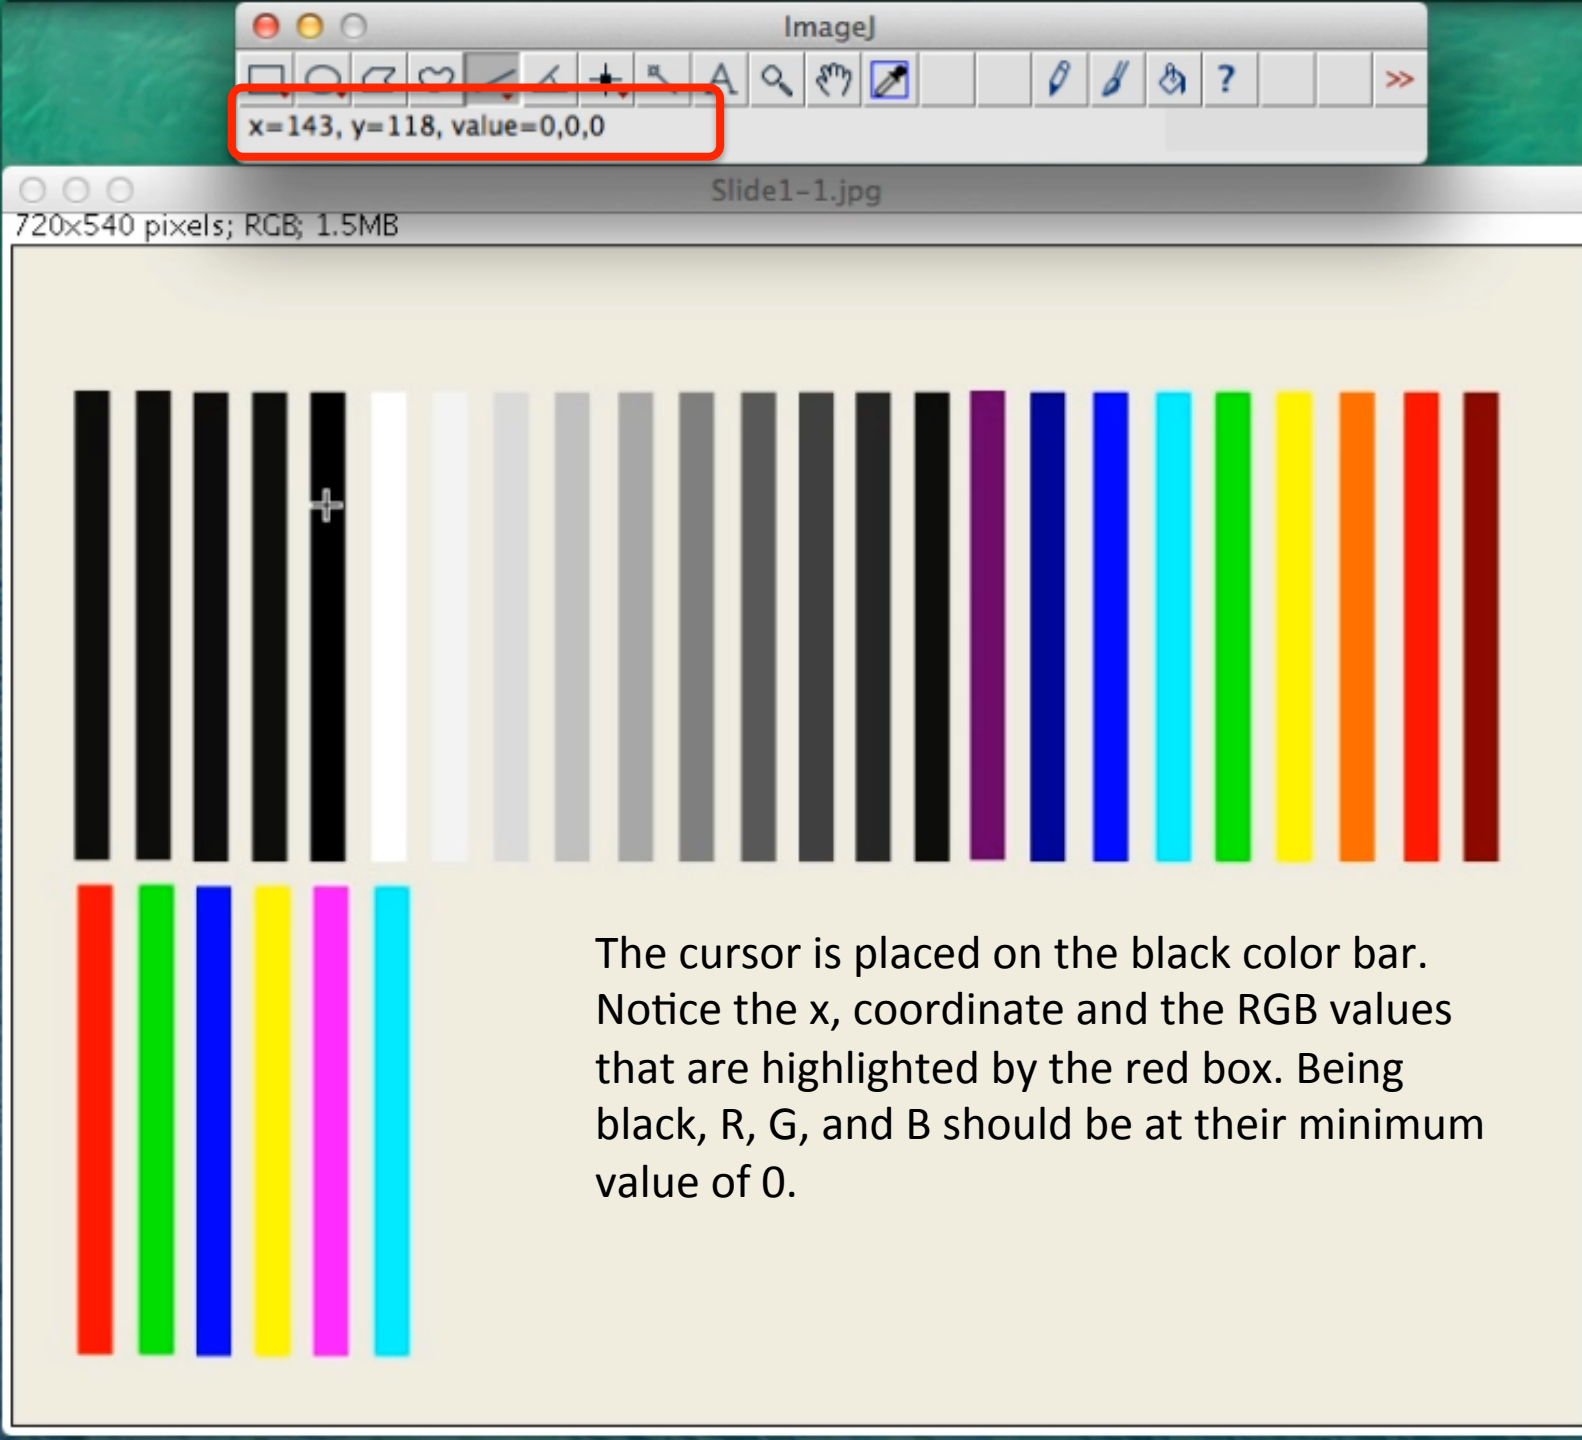 ImageJ
A
?
>>
x=143, y=118, value=0,0,0
Slide1-1.jpg
720x540 pixels; RGB; 1.5MB
The cursor is placed on the black color bar.
Notice the x, coordinate and the RGB values
that are highlighted by the red box. Being
black, R, G, and B should be at their minimum
value of 0.